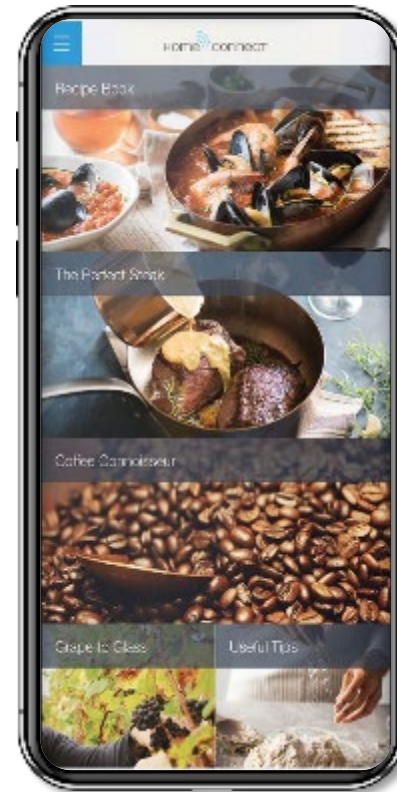 HOME CONNECT
Recipe Book
The Perfect Steak
Coffee Connoisseur
Grape to Glass
Useful Tips